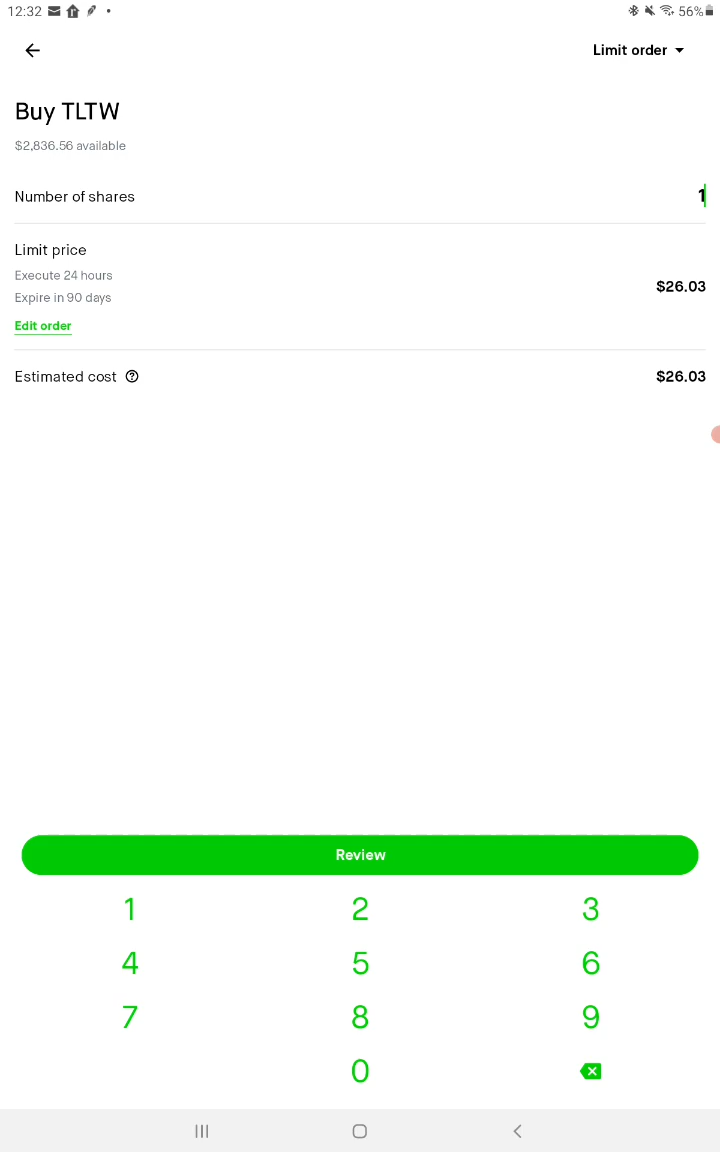 12:32 56%
Limit order
Buy TLTW
$2,836.56 available
Number of shares 1
Limit price
Execute 24 hours
Expire in 90 days
$26.03
Edit order
Estimated cost ? $26.03
Review
1 2 3
4 5 6
7 8 9
0